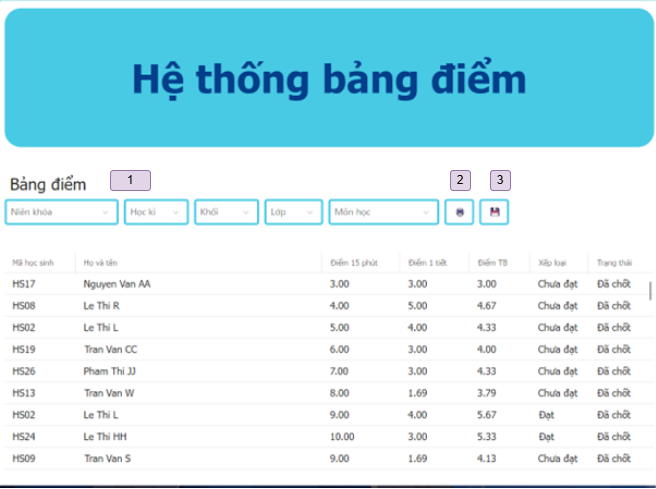 Hệ thống bảng điểm
Bảng điểm 1 2 3
Niên khóa Học kì Khối Lớp Môn học
Mã học sinh Họ và tên Điểm 15 phút Điểm 1 tiết Điểm TB Xếp loại Trạng thái
HS17 Nguyen Van AA 3.00 3.00 3.00 Chưa đạt Đã chốt
HS08 Le Thi R 4.00 5.00 4.67 Chưa đạt Đã chốt
HS02 Le Thi L 5.00 4.00 4.33 Chưa đạt Đã chốt
HS19 Tran Van CC 6.00 3.00 4.00 Chưa đạt Đã chốt
HS26 Pham Thi JJ 7.00 3.00 4.33 Chưa đạt Đã chốt
HS13 Tran Van W 8.00 1.69 3.79 Chưa đạt Đã chốt
HS02 Le Thi L 9.00 4.00 5.67 Đạt Đã chốt
HS24 Le Thi HH 10.00 3.00 5.33 Đạt Đã chốt
HS09 Tran Van S 9.00 1.69 4.13 Chưa đạt Đã chốt